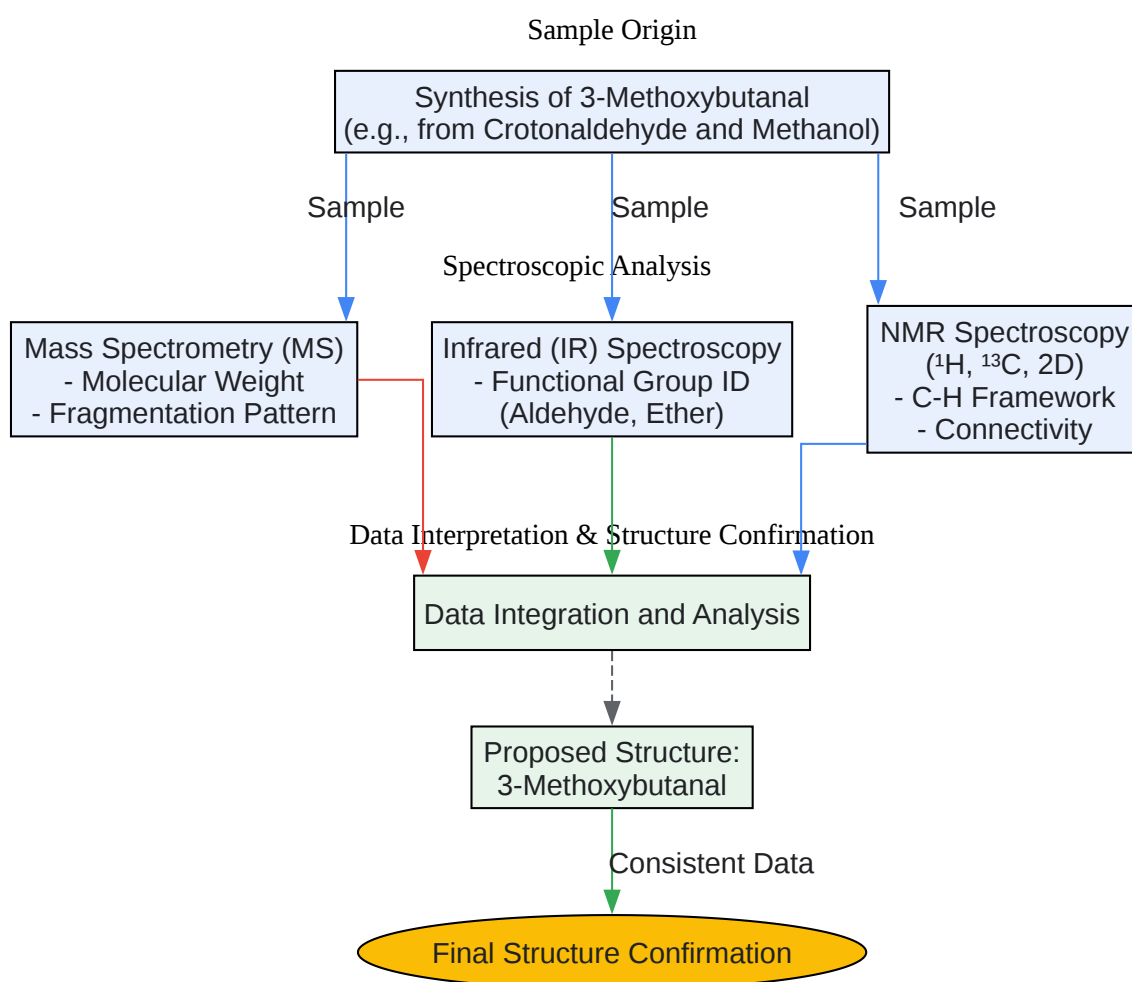 Sample Origin
Synthesis of 3-Methoxybutanal
(e.g., from Crotonaldehyde and Methanol)
Sample
Sample
Sample
Spectroscopic Analysis
Mass Spectrometry (MS)
- Molecular Weight
- Fragmentation Pattern
Infrared (IR) Spectroscopy
- Functional Group ID
(Aldehyde, Ether)
NMR Spectroscopy
(¹H, ¹³C, 2D)
- C-H Framework
- Connectivity
Data Interpretation & Structure Confirmation
Data Integration and Analysis
Proposed Structure:
3-Methoxybutanal
Consistent Data
Final Structure Confirmation